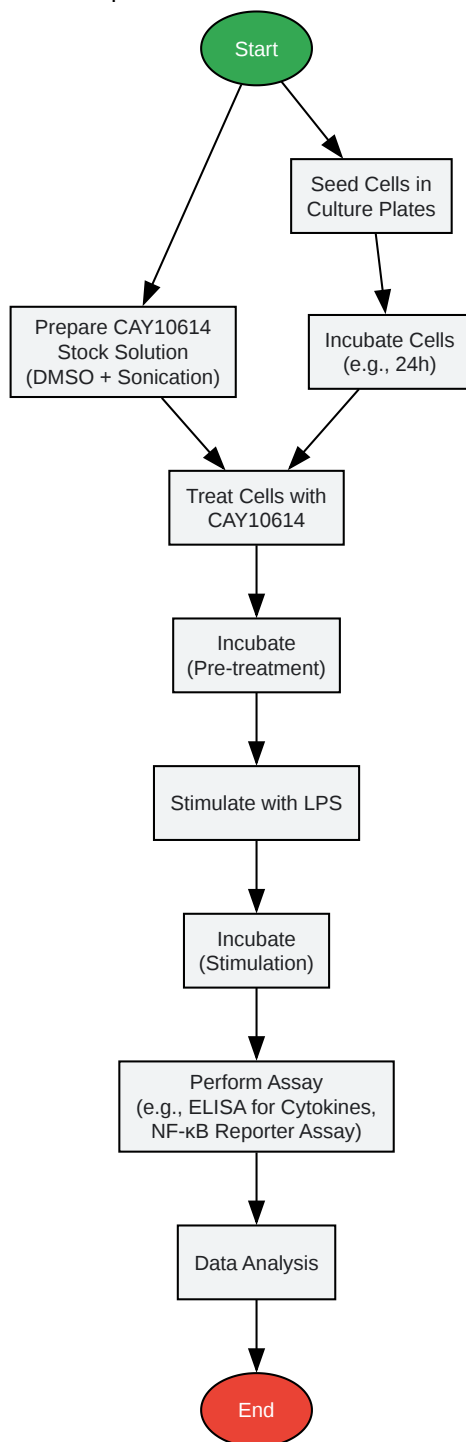 Start
Seed Cells in
Culture Plates
Prepare CAY10614
Stock Solution
(DMSO + Sonication)
Incubate Cells
(e.g., 24h)
Treat Cells with
CAY10614
Incubate
(Pre-treatment)
Stimulate with LPS
Incubate
(Stimulation)
Perform Assay
(e.g., ELISA for Cytokines,
NF-κB Reporter Assay)
Data Analysis
End